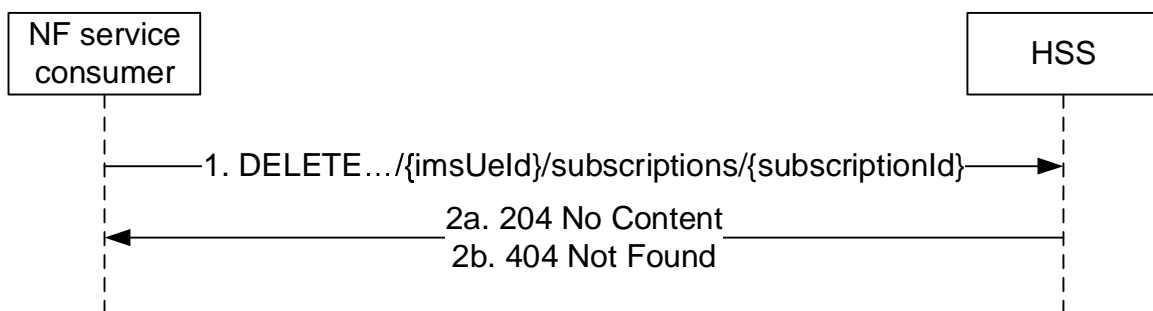 NF service
consumer
HSS
1. DELETE…/{imsUeId}/subscriptions/{subscriptionId}
2a. 204 No Content
2b. 404 Not Found